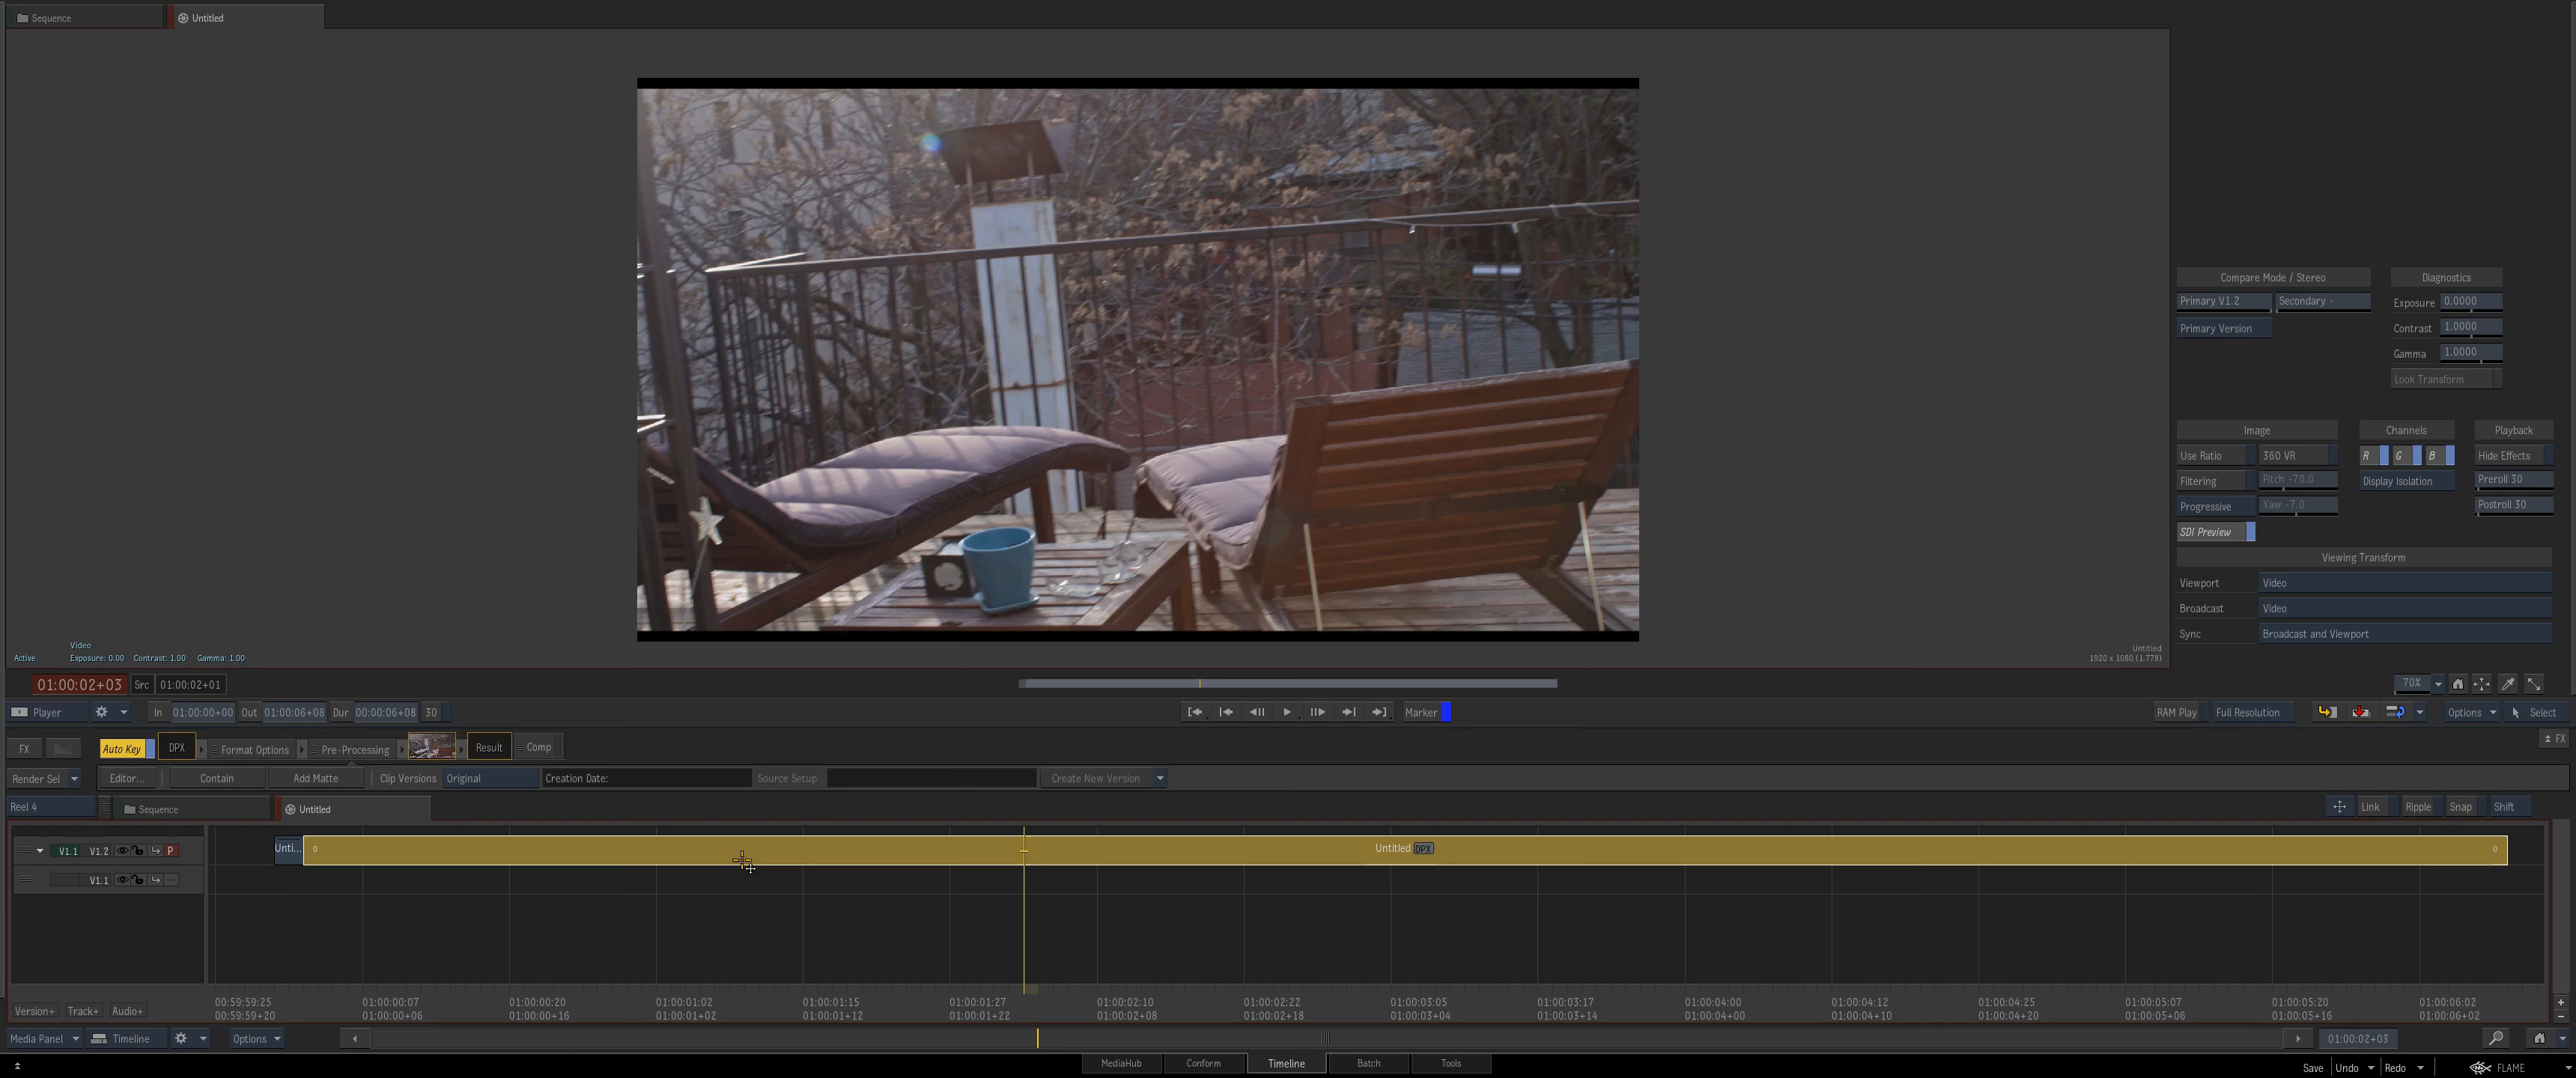 Sequence Untitled
Compare Mode / Stereo Diagnostics
Primary V1.2 Secondary - Exposure 0.0000
Primary Version Contrast 1.0000
Gamma 1.0000
Look Transform
Image Channels Playback
Use Ratio 360 VR R G B Hide Effects
Filtering Pitch -70.0 Display Isolation Preroll 30
Progressive Yaw -7.0 Postroll 30
SDI Preview
Viewing Transform
Viewport Video
Broadcast Video
Sync Broadcast and Viewport
Video
Active Exposure: 0.00 Contrast: 1.00 Gamma: 1.00
Untitled
1920 x 1080 (1.778)
01:00:02+03 Src 01:00:02+01 70%
Player In 01:00:00+00 Out 01:00:06+08 Dur 00:00:06+08 30 Marker RAM Play Full Resolution Options Select
FX Auto Key DPX Format Options Pre-Processing Result Comp FX
Render Sel Editor... Contain Add Matte Clip Versions Original Creation Date: Source Setup Create New Version
Reel 4 Sequence Untitled Link Ripple Snap Shift
V1.1 V1.2 P Unti... 0 Untitled DPX 0
V1.1
00:59:59:25 01:00:00:07 01:00:00:20 01:00:01:02 01:00:01:15 01:00:01:27 01:00:02:10 01:00:02:22 01:00:03:05 01:00:03:17 01:00:04:00 01:00:04:12 01:00:04:25 01:00:05:07 01:00:05:20 01:00:06:02
Version+ Track+ Audio+ 00:59:59+20 01:00:00+06 01:00:00+16 01:00:01+02 01:00:01+12 01:00:01+22 01:00:02+08 01:00:02+18 01:00:03+04 01:00:03+14 01:00:04+00 01:00:04+10 01:00:04+20 01:00:05+06 01:00:05+16 01:00:06+02
Media Panel Timeline Options 01:00:02+03
MediaHub Conform Timeline Batch Tools
Save Undo Redo FLAME